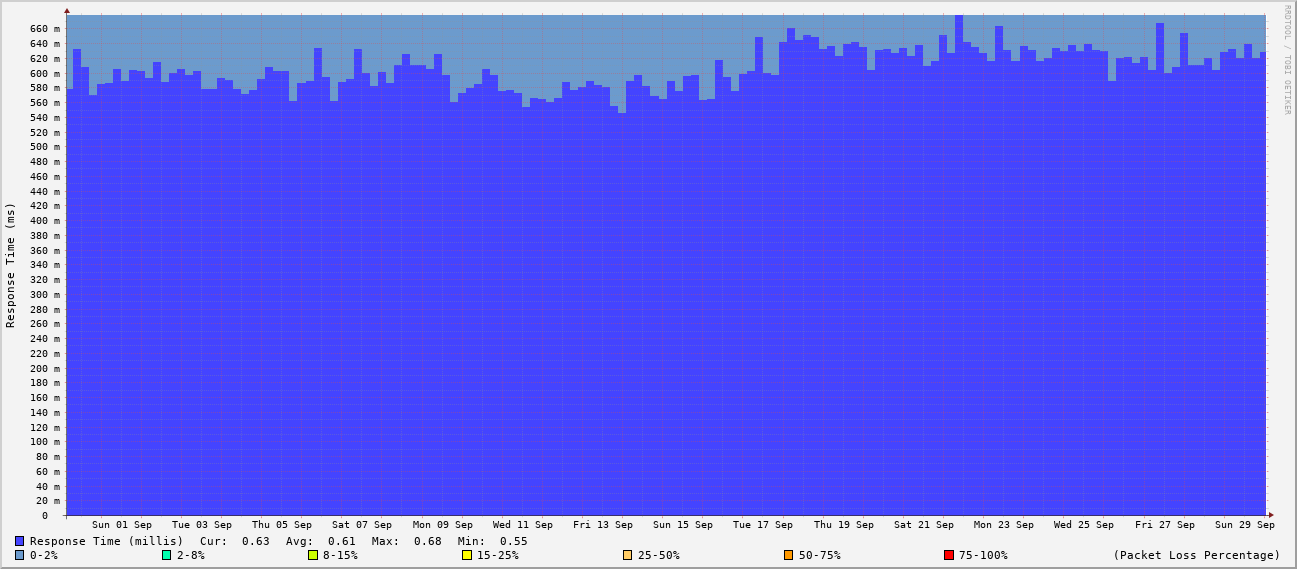 RRDTOOL / TOBI OETIKER
Response Time (ms)
660 m
640 m
620 m
600 m
580 m
560 m
540 m
520 m
500 m
480 m
460 m
440 m
420 m
400 m
380 m
360 m
340 m
320 m
300 m
280 m
260 m
240 m
220 m
200 m
180 m
160 m
140 m
120 m
100 m
80 m
60 m
40 m
20 m
0
Sun 01 Sep Tue 03 Sep Thu 05 Sep Sat 07 Sep Mon 09 Sep Wed 11 Sep Fri 13 Sep Sun 15 Sep Tue 17 Sep Thu 19 Sep Sat 21 Sep Mon 23 Sep Wed 25 Sep Fri 27 Sep Sun 29 Sep
Response Time (millis) Cur: 0.63 Avg: 0.61 Max: 0.68 Min: 0.55
0-2% 2-8% 8-15% 15-25% 25-50% 50-75% 75-100% (Packet Loss Percentage)